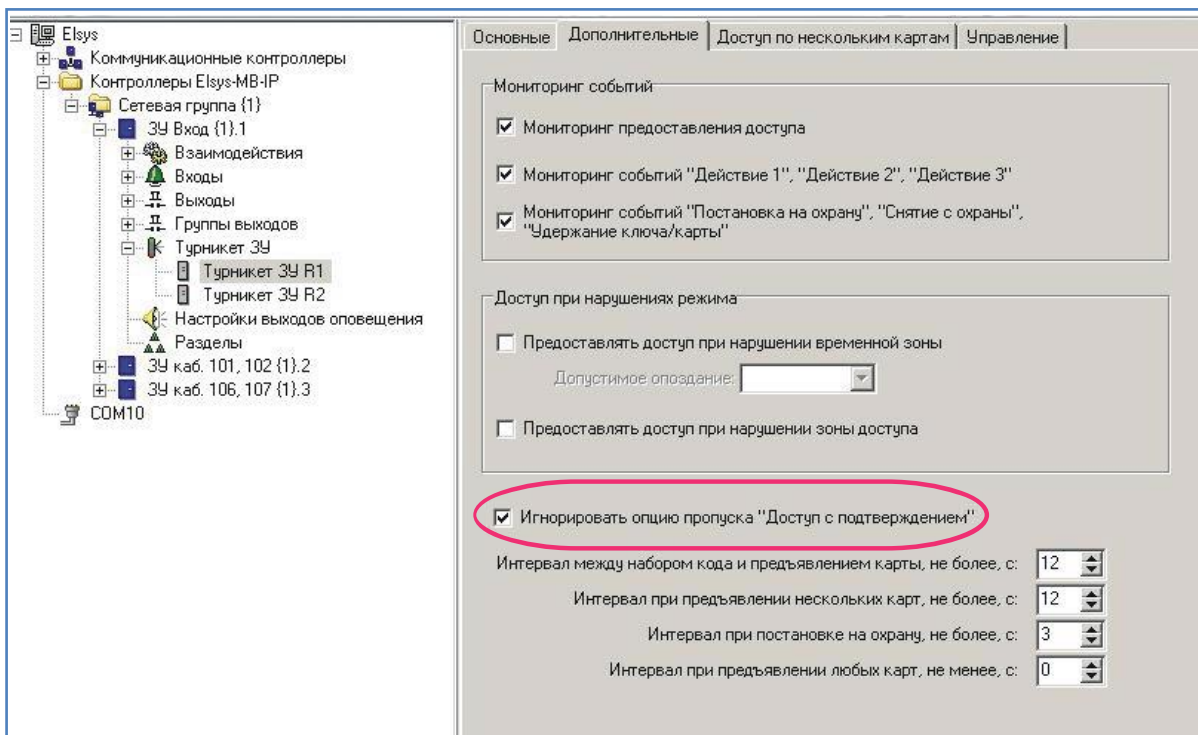 Elsys
Коммуникационные контроллеры
Контроллеры Elsys-MB-IP
Сетевая группа {1}
ЗУ Вход {1}.1
Взаимодействия
Входы
Выходы
Группы выходов
Турникет ЗУ
Турникет ЗУ R1
Турникет ЗУ R2
Настройки выходов оповещения
Разделы
ЗУ каб. 101, 102 {1}.2
ЗУ каб. 106, 107 {1}.3
COM10
Основные Дополнительные Доступ по нескольким картам Управление
Мониторинг событий
Мониторинг предоставления доступа
Мониторинг событий "Действие 1", "Действие 2", "Действие 3"
Мониторинг событий "Постановка на охрану", "Снятие с охраны",
"Удержание ключа/карты"
Доступ при нарушениях режима
Предоставлять доступ при нарушении временной зоны
Допустимое опоздание:
Предоставлять доступ при нарушении зоны доступа
Игнорировать опцию пропуска "Доступ с подтверждением"
Интервал между набором кода и предъявлением карты, не более, с: 12
Интервал при предъявлении нескольких карт, не более, с: 12
Интервал при постановке на охрану, не более, с: 3
Интервал при предъявлении любых карт, не менее, с: 0